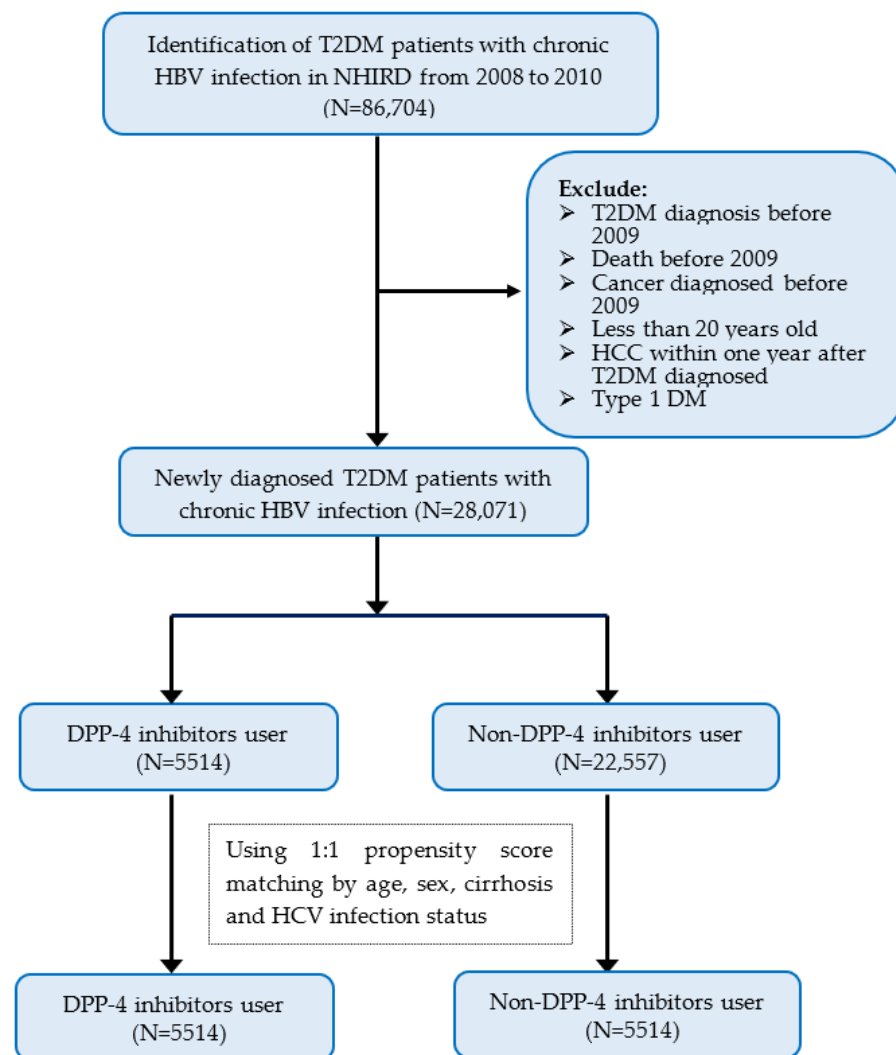 Identification of T2DM patients with chronic
HBV infection in NHIRD from 2008 to 2010
(N=86,704)
Exclude:
➢ T2DM diagnosis before
2009
➢ Death before 2009
➢ Cancer diagnosed before
2009
➢ Less than 20 years old
➢ HCC within one year after
T2DM diagnosed
➢ Type 1 DM
Newly diagnosed T2DM patients with
chronic HBV infection (N=28,071)
DPP-4 inhibitors user
(N=5514)
Non-DPP-4 inhibitors user
(N=22,557)
Using 1:1 propensity score
matching by age, sex, cirrhosis
and HCV infection status
DPP-4 inhibitors user
(N=5514)
Non-DPP-4 inhibitors user
(N=5514)